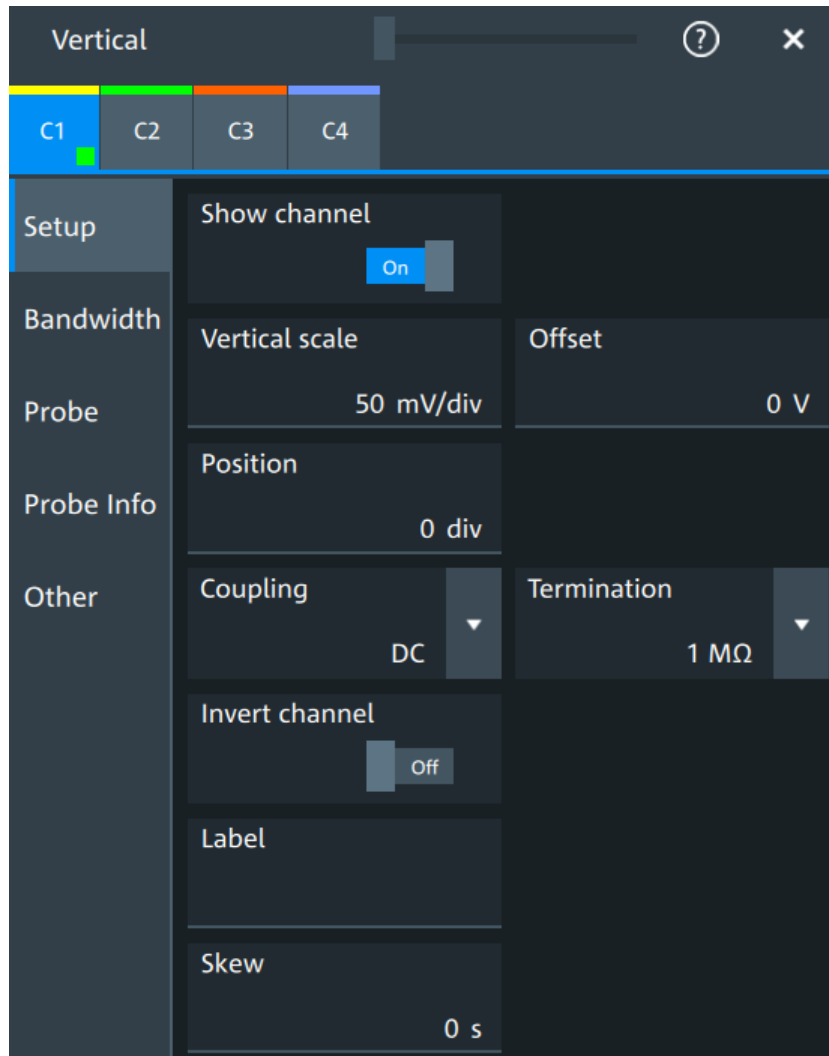 Vertical
?
C1 C2 C3 C4
Setup
Bandwidth
Probe
Probe Info
Other
Show channel
On
Vertical scale
50 mV/div
Offset
0 V
Position
0 div
Coupling
DC
Termination
1 MΩ
Invert channel
Off
Label
Skew
0 s